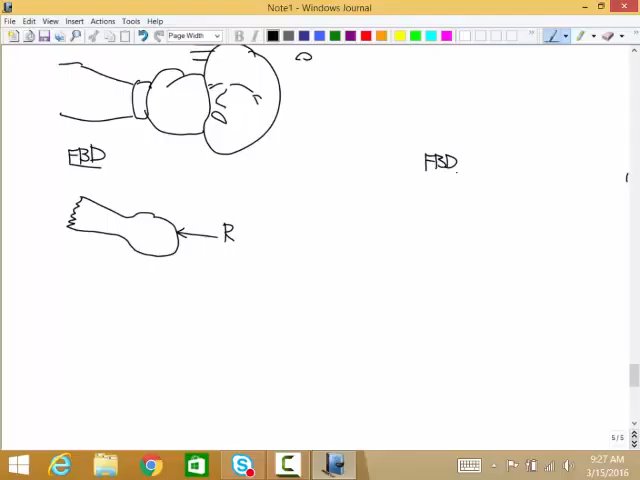 Note1 - Windows Journal
File Edit View Insert Actions Tools Help
Page Width
B I
FBD
FBD
R
5/5
9:27 AM
3/15/2016